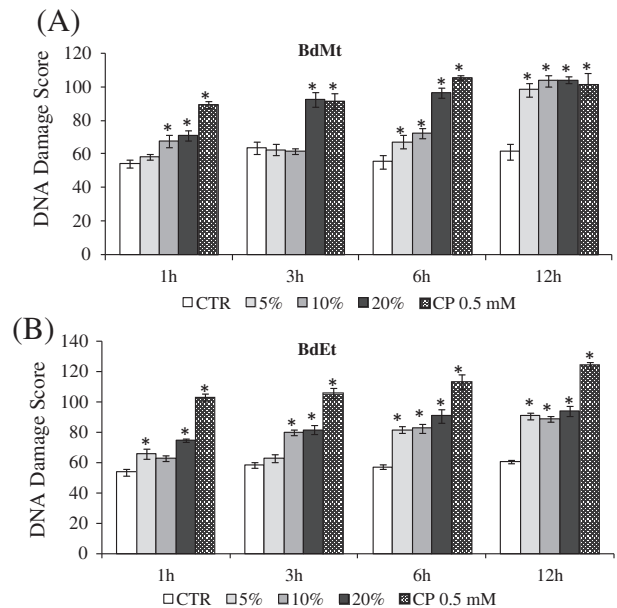 (A)
BdMt
DNA Damage Score
120
100
80
60
40
20
0
* * *
* *
* * * *
* * * *
1h 3h 6h 12h
CTR 5% 10% 20% CP 0.5 mM
(B)
BdEt
DNA Damage Score
140
120
100
80
60
40
20
0
* * *
* * *
* * * *
* * * *
1h 3h 6h 12h
CTR 5% 10% 20% CP 0.5 mM